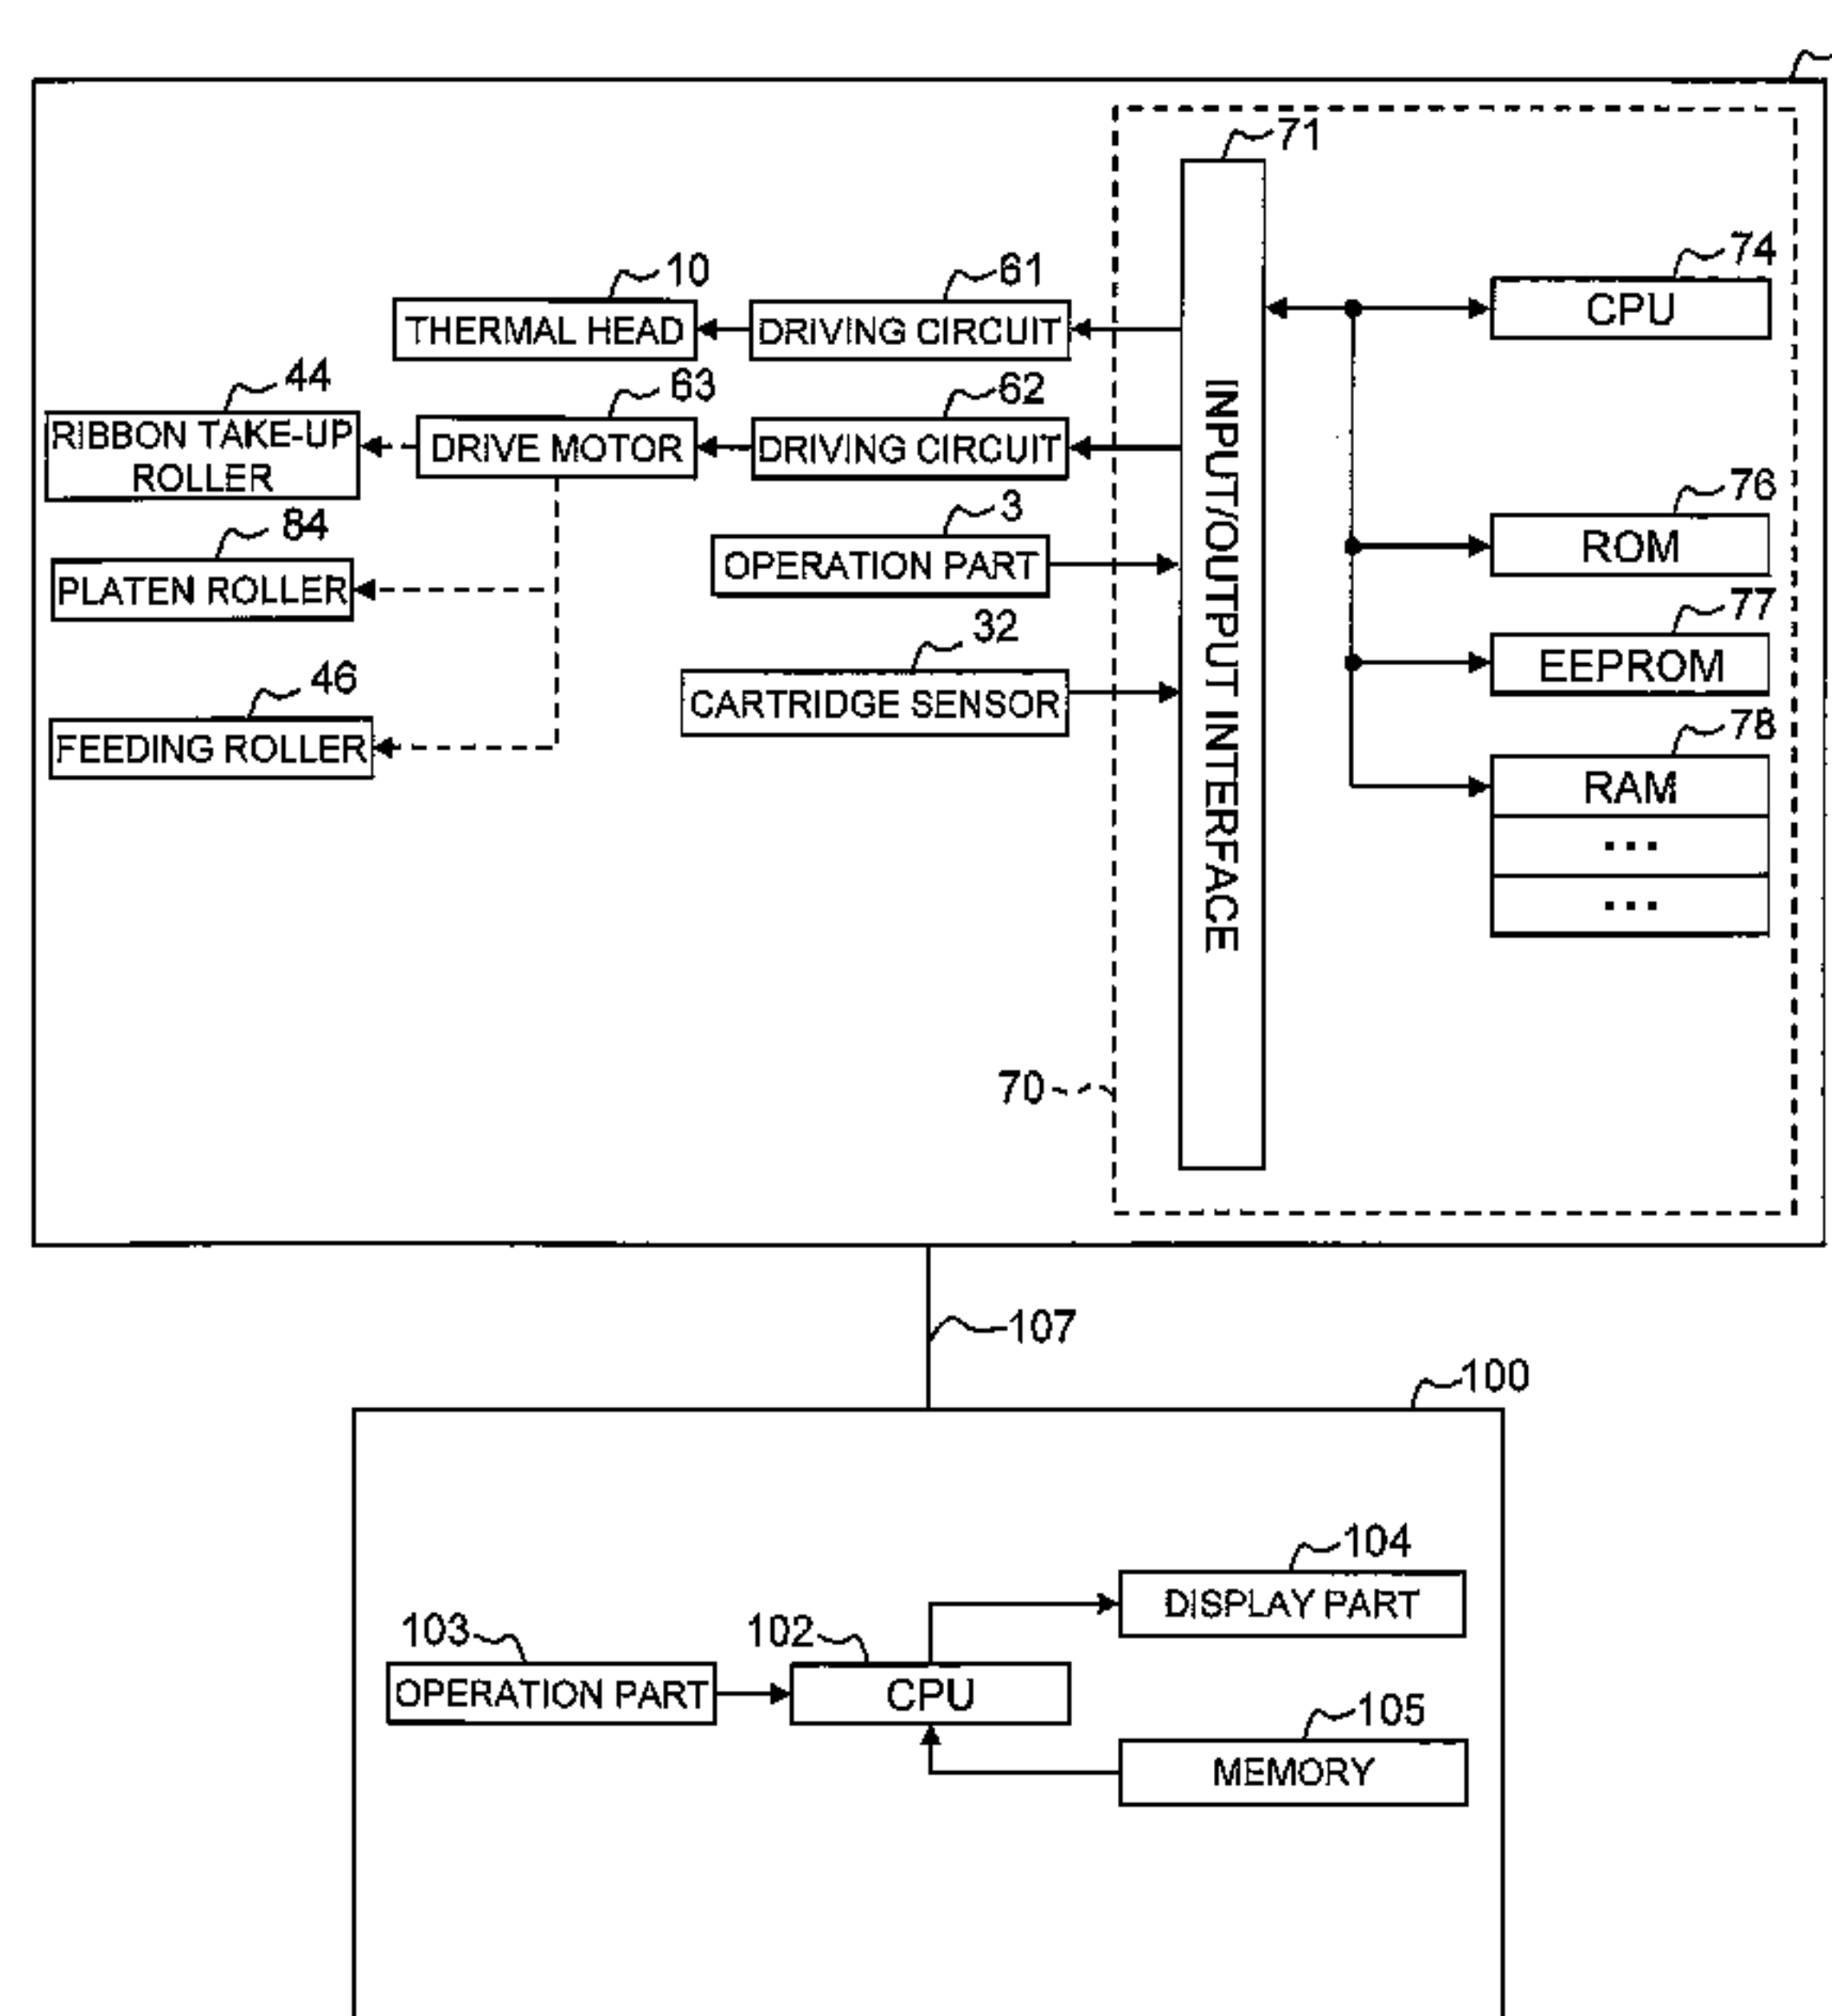 71
74
CPU
10
THERMAL HEAD
61
DRIVING CIRCUIT
44
RIBBON TAKE-UP
ROLLER
63
DRIVE MOTOR
62
DRIVING CIRCUIT
INPUT/OUTPUT INTERFACE
76
ROM
84
PLATEN ROLLER
3
OPERATION PART
77
EEPROM
32
CARTRIDGE SENSOR
46
FEEDING ROLLER
78
RAM
...
...
70
107
100
104
DISPLAY PART
103
OPERATION PART
102
CPU
105
MEMORY